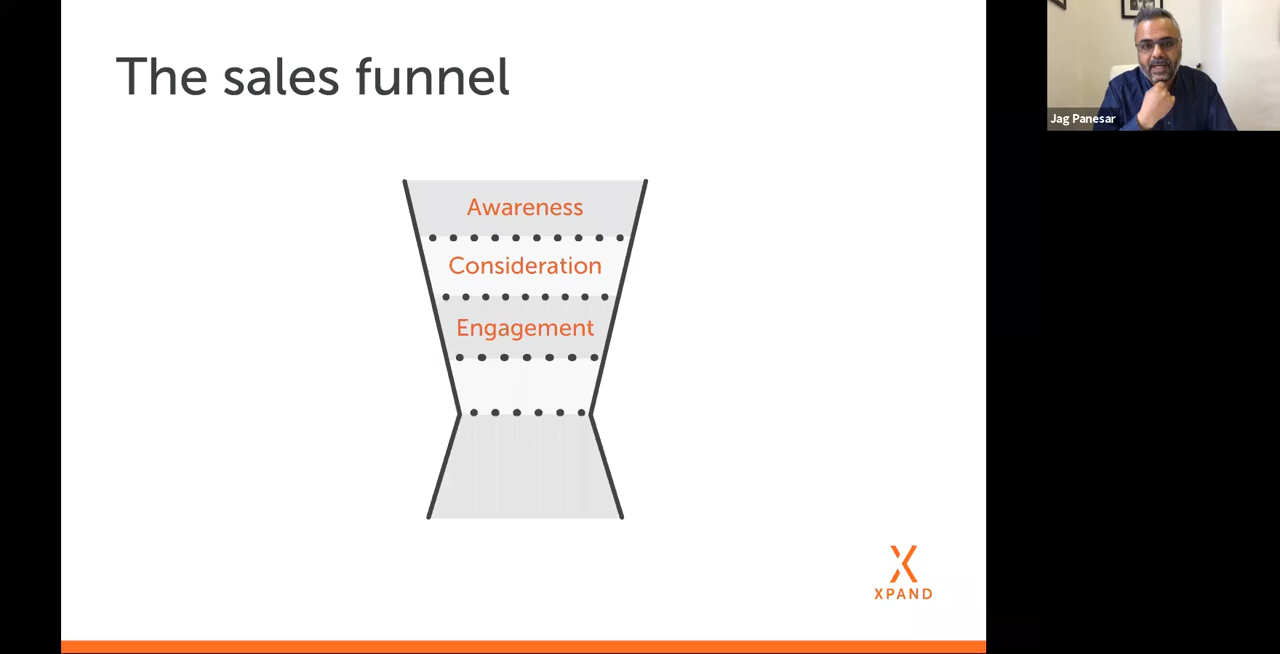 The sales funnel
Awareness
Consideration
Engagement
XPAND
Jag Panesar